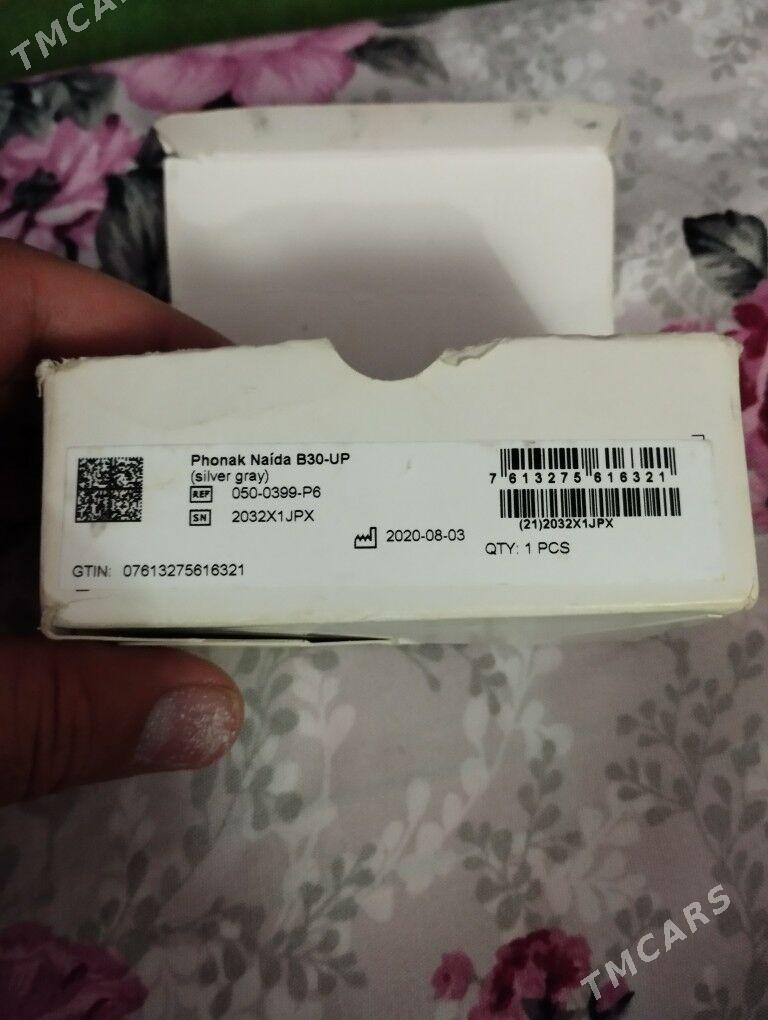 TMCARS
Phonak Naída B30-UP
(silver gray)
REF 050-0399-P6
SN 2032X1JPX
2020-08-03
GTIN: 07613275616321
7 613275 616321
(21)2032X1JPX
QTY: 1 PCS
TMCARS